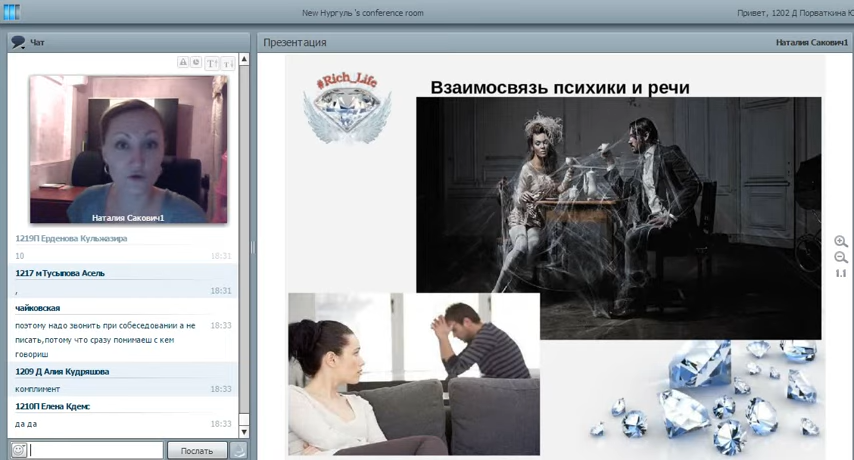 New Нургуль 's conference room
Привет, 1202 Д Порваткина Ю
Чат
Презентация
Наталия Сакович1
Наталия Сакович1
1219П Ерденова Кульжазира
10 18:31
1217 м Тусыпова Асель
, 18:31
чайковская
поэтому надо звонить при собеседовании а не 18:33
писать,потому что сразу понимаеш с кем
говориш
1209 Д Алия Кудряшова
комплимент 18:33
1210П Елена Кдемс
да да 18:33
Послать
#Rich_Life
Взаимосвязь психики и речи
1:1